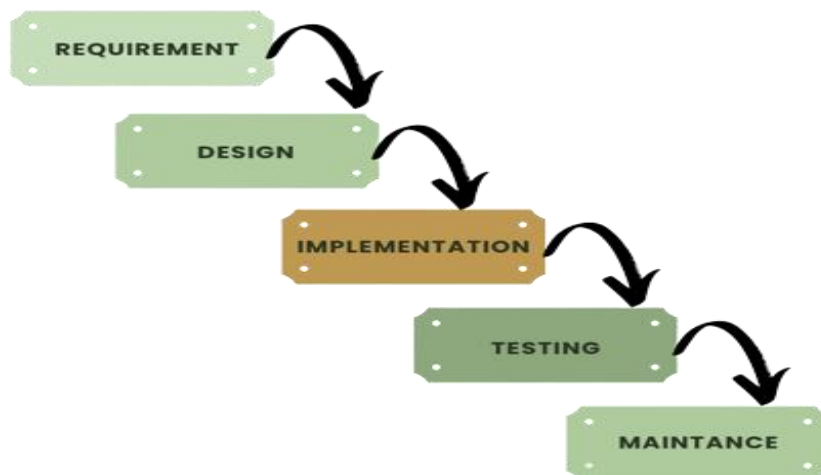 REQUIREMENT
DESIGN
IMPLEMENTATION
TESTING
MAINTANCE